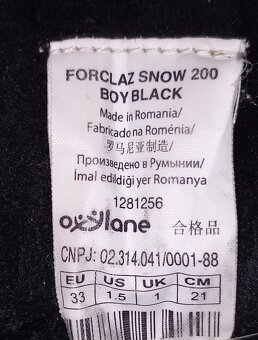 FORCLAZ SNOW 200
BOY BLACK
Made in Romania/
Fabricado na Roménia/
罗马尼亚制造/
Произведено в Румынии/
İmal edildiği yer Romanya
1281256
oxylane 合格品
CNPJ: 02.314.041/0001-88
EU US UK CM
33 1.5 1 21